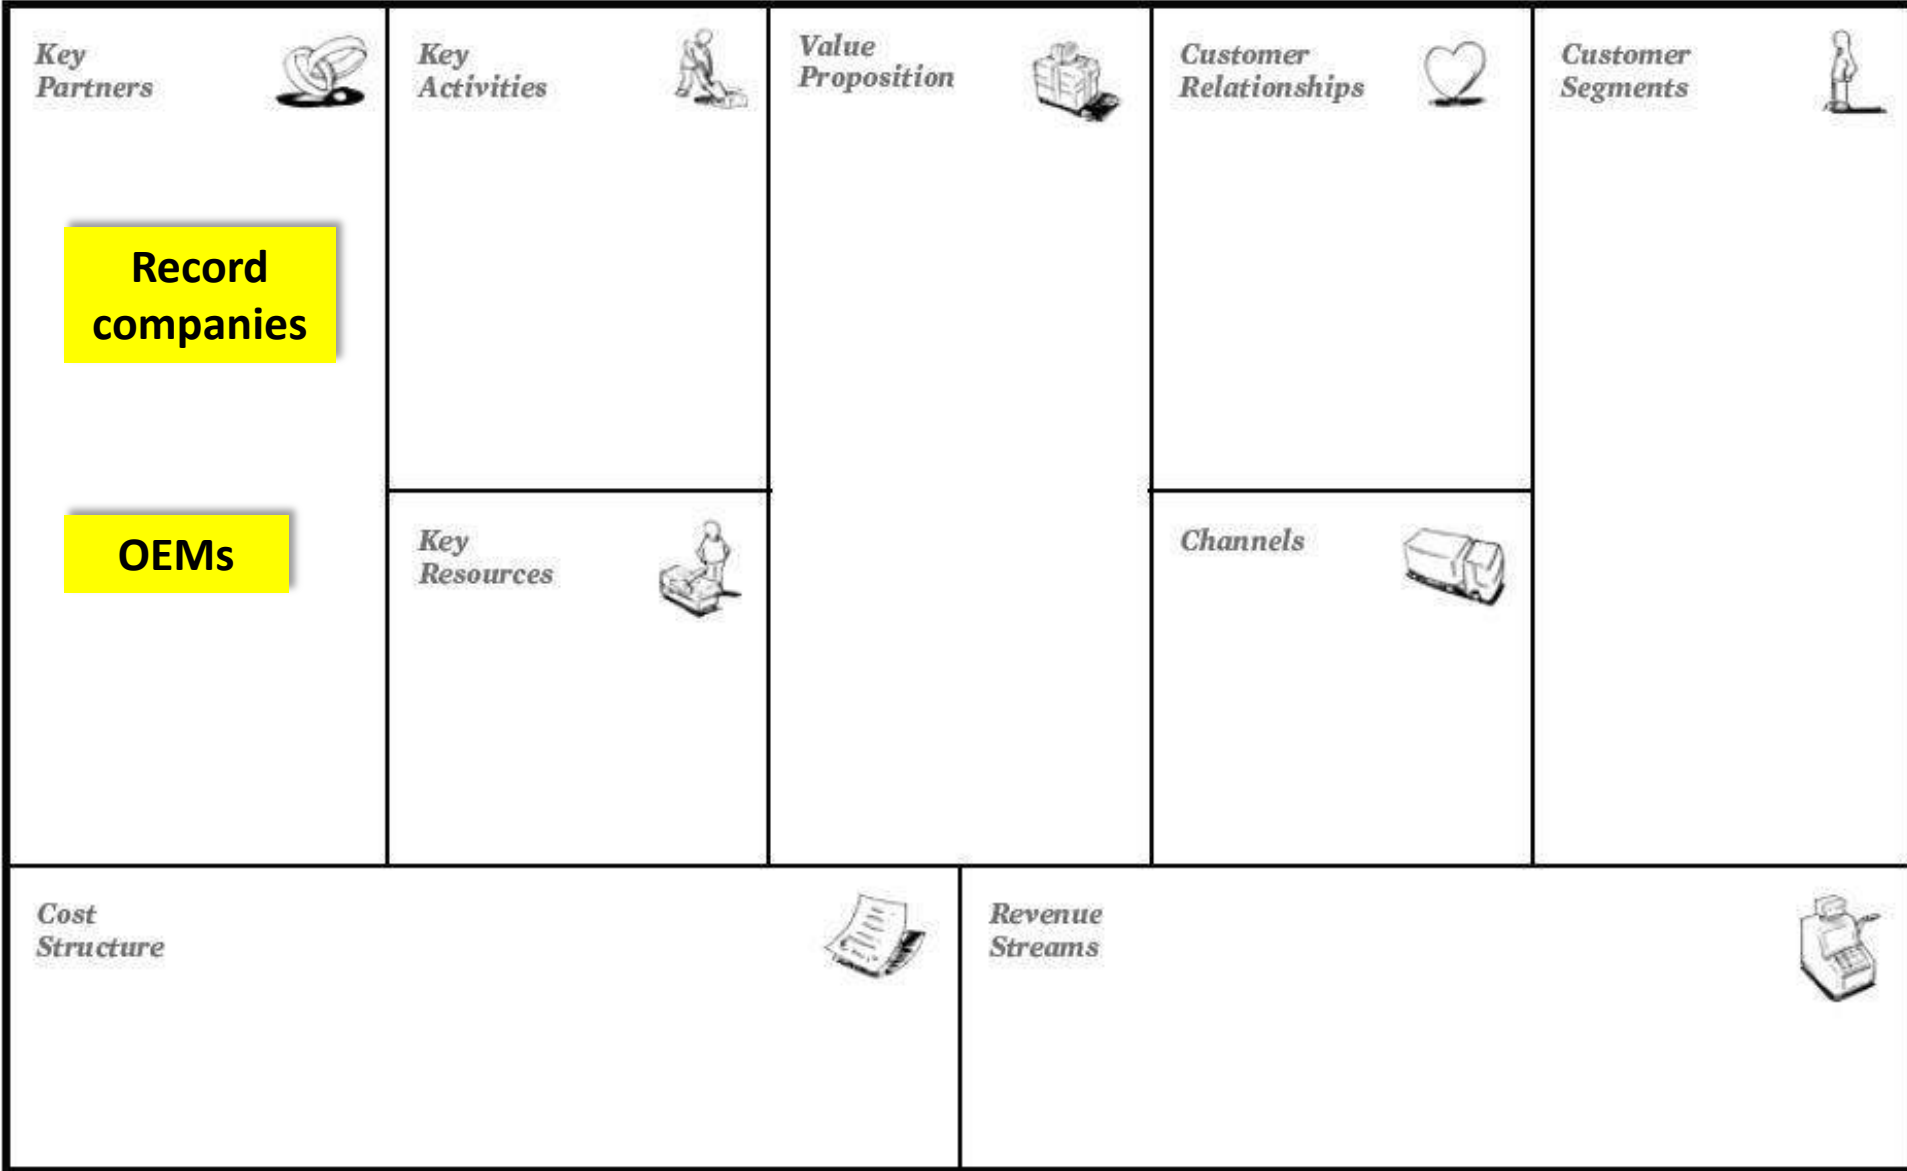 Key
Partners
Record
companies
OEMs
Key
Activities
Key
Resources
Value
Proposition
Customer
Relationships
Channels
Customer
Segments
Cost
Structure
Revenue
Streams